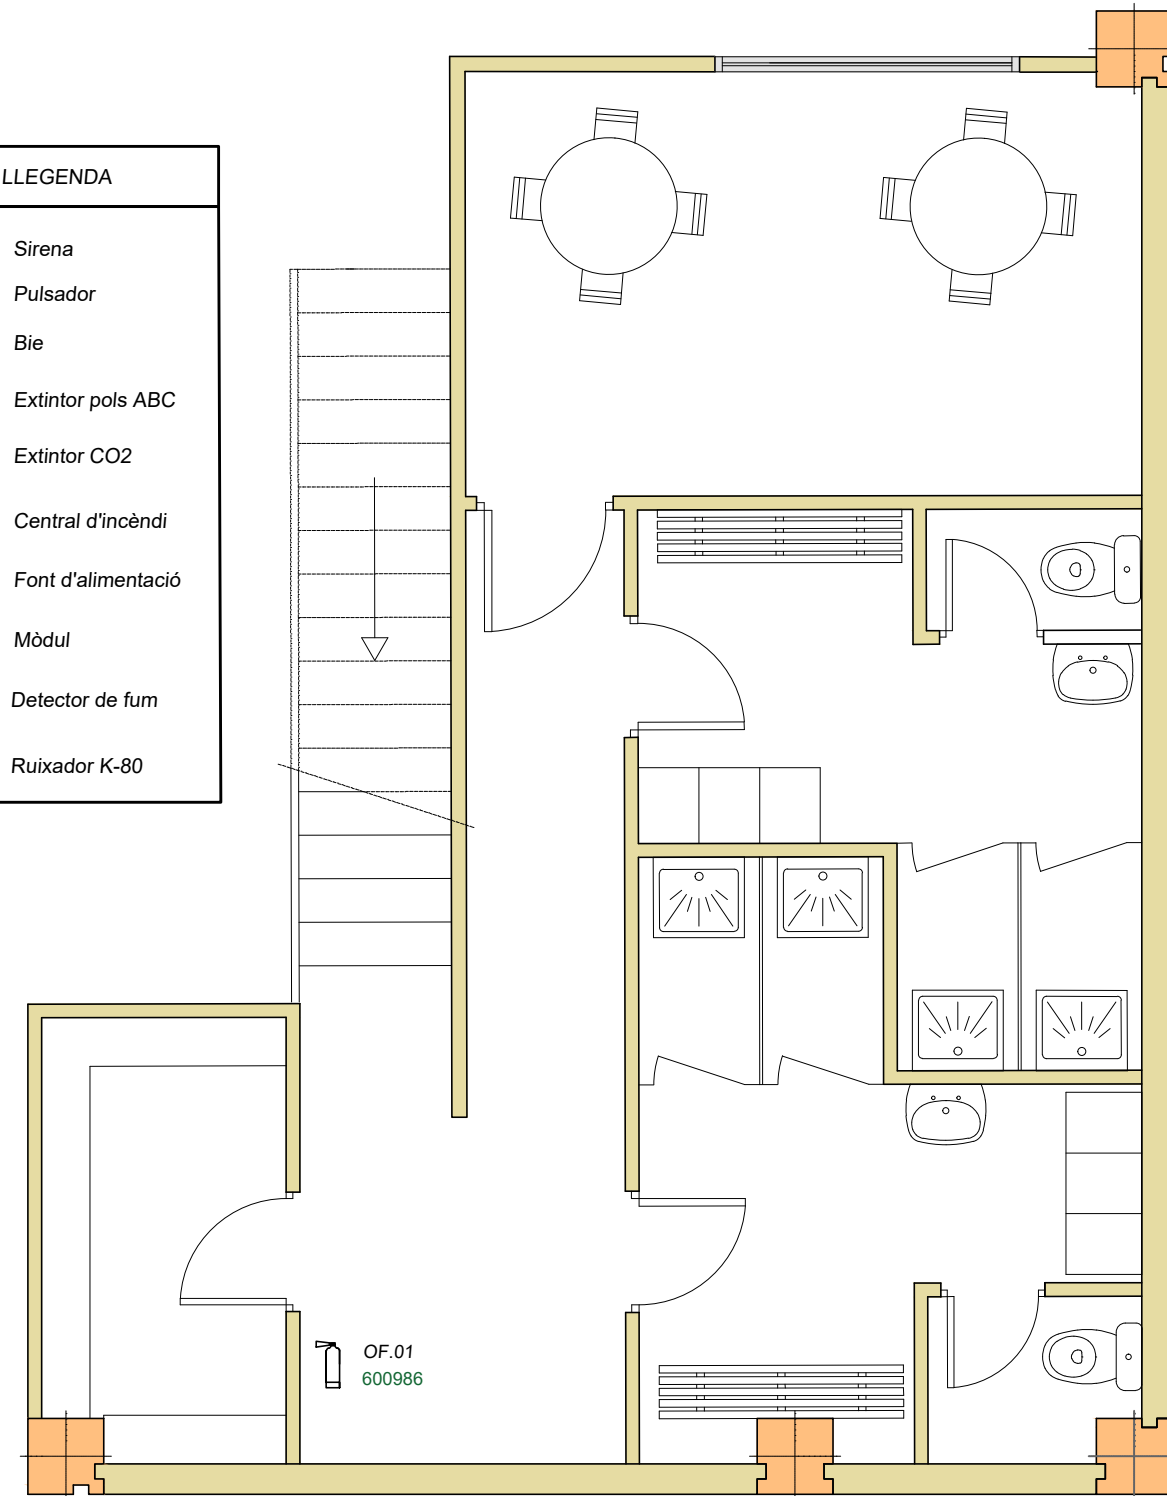 LLEGENDA
Sirena
Pulsador
Bie
Extintor pols ABC
Extintor CO2
Central d'incèndi
Font d'alimentació
Mòdul
Detector de fum
Ruixador K-80
OF.01
600986